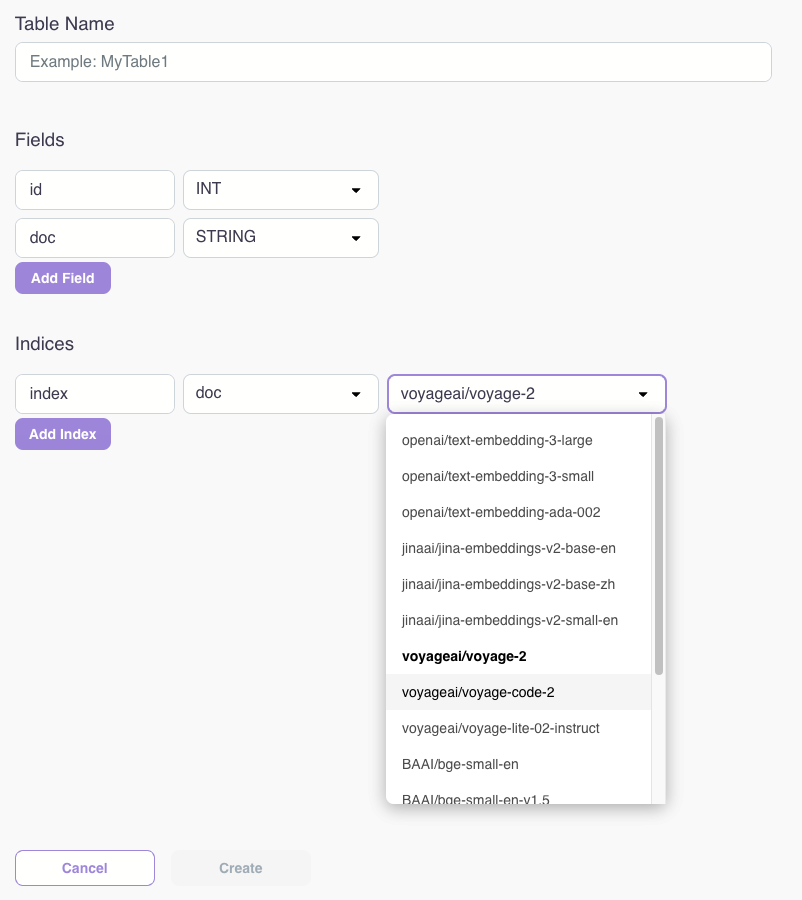 Table Name
Example: MyTable1
Fields
id INT
doc STRING
Add Field
Indices
index doc voyageai/voyage-2
Add Index
openai/text-embedding-3-large
openai/text-embedding-3-small
openai/text-embedding-ada-002
jinaai/jina-embeddings-v2-base-en
jinaai/jina-embeddings-v2-base-zh
jinaai/jina-embeddings-v2-small-en
voyageai/voyage-2
voyageai/voyage-code-2
voyageai/voyage-lite-02-instruct
BAAI/bge-small-en
BAAI/bge-small-en-v1.5
Cancel Create